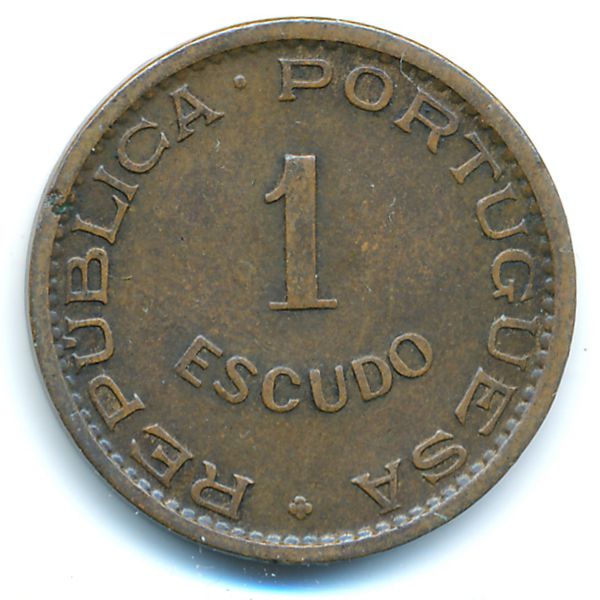 REPUBLICA · PORTUGUESA
1
ESCUDO